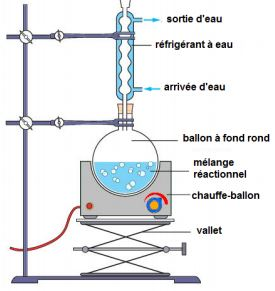 sortie d'eau
réfrigérant à eau
arrivée d'eau
ballon à fond rond
mélange
réactionnel
chauffe-ballon
vallet